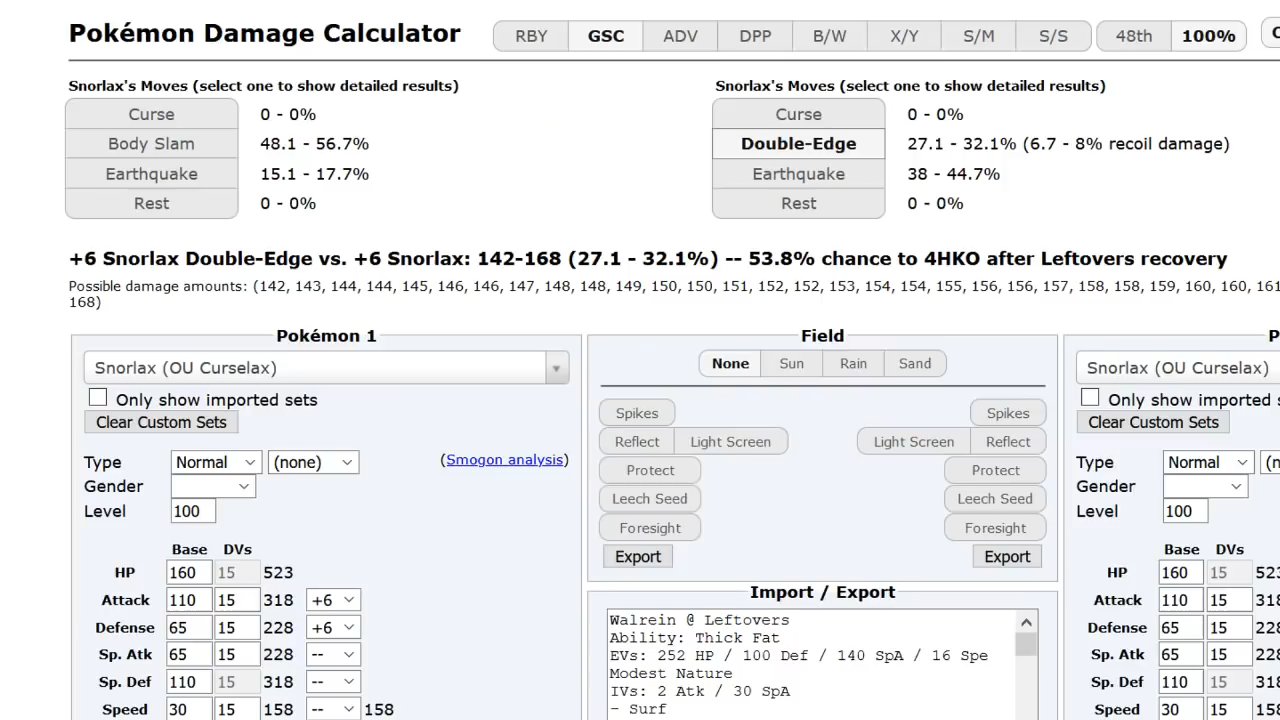 Pokémon Damage Calculator RBY GSC ADV DPP B/W X/Y S/M S/S 48th 100%
Snorlax's Moves (select one to show detailed results) Snorlax's Moves (select one to show detailed results)
Curse 0 - 0% Curse 0 - 0%
Body Slam 48.1 - 56.7% Double-Edge 27.1 - 32.1% (6.7 - 8% recoil damage)
Earthquake 15.1 - 17.7% Earthquake 38 - 44.7%
Rest 0 - 0% Rest 0 - 0%
+6 Snorlax Double-Edge vs. +6 Snorlax: 142-168 (27.1 - 32.1%) -- 53.8% chance to 4HKO after Leftovers recovery
Possible damage amounts: (142, 143, 144, 144, 145, 146, 146, 147, 148, 148, 149, 150, 150, 151, 152, 152, 153, 154, 154, 155, 156, 156, 157, 158, 158, 159, 160, 160, 161
168)
Pokémon 1
Snorlax (OU Curselax)
Only show imported sets
Clear Custom Sets
Type Normal (none) (Smogon analysis)
Gender
Level 100
Base DVs
HP 160 15 523
Attack 110 15 318 +6
Defense 65 15 228 +6
Sp. Atk 65 15 228 --
Sp. Def 110 15 318 --
Speed 30 15 158 -- 158
Field
None Sun Rain Sand
Spikes Spikes
Reflect Light Screen Light Screen Reflect
Protect Protect
Leech Seed Leech Seed
Foresight Foresight
Export Export
Import / Export
Walrein @ Leftovers
Ability: Thick Fat
EVs: 252 HP / 100 Def / 140 SpA / 16 Spe
Modest Nature
IVs: 2 Atk / 30 SpA
- Surf
Snorlax (OU Curselax)
Only show imported s
Clear Custom Sets
Type Normal
Gender
Level 100
Base DVs
HP 160 15 523
Attack 110 15 318
Defense 65 15 228
Sp. Atk 65 15 228
Sp. Def 110 15 318
Speed 30 15 158